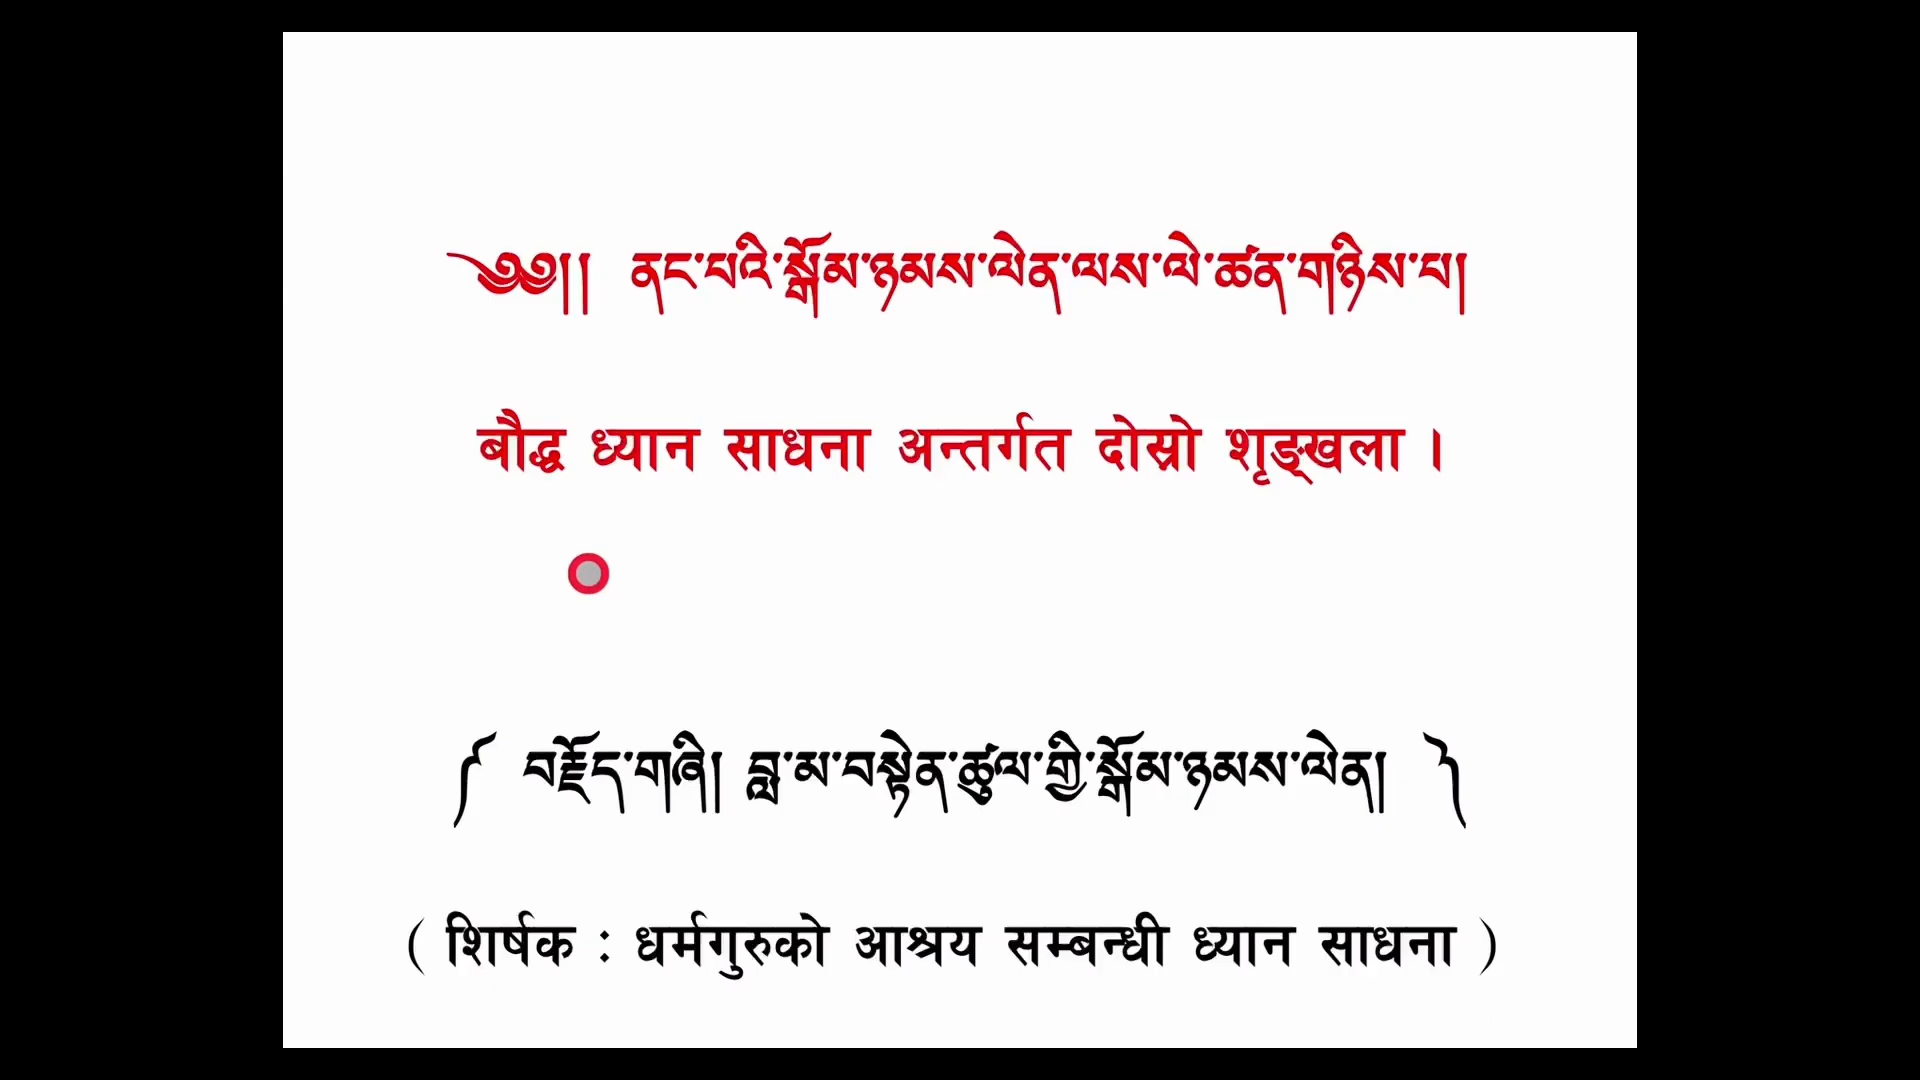 ༄༅།། ནང་པའི་སྒོམ་ཉམས་ལེན་ལས་ལེ་ཚན་གཉིས་པ།
बौद्ध ध्यान साधना अन्तर्गत दोस्रो शृङ्खला ।
༼ བརྗོད་གཞི། བླ་མ་བསྟེན་ཚུལ་གྱི་སྒོམ་ཉམས་ལེན། ༽
( शिर्षक : धर्मगुरुको आश्रय सम्बन्धी ध्यान साधना )